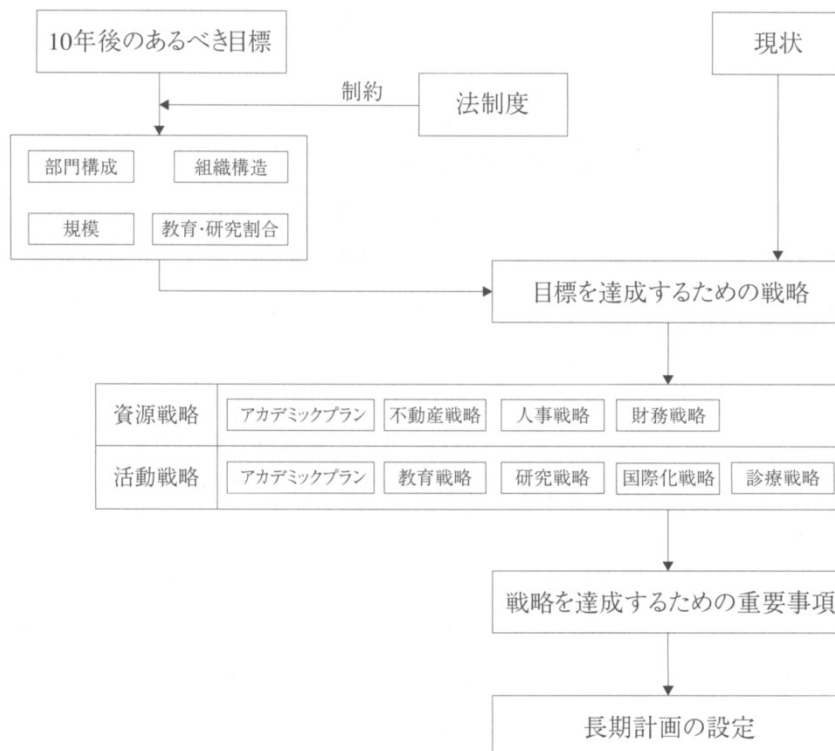 10年後のあるべき目標
現状
制約
法制度
部門構成
組織構造
規模
教育・研究割合
目標を達成するための戦略
資源戦略
アカデミックプラン
不動産戦略
人事戦略
財務戦略
活動戦略
アカデミックプラン
教育戦略
研究戦略
国際化戦略
診療戦略
戦略を達成するための重要事項
長期計画の設定